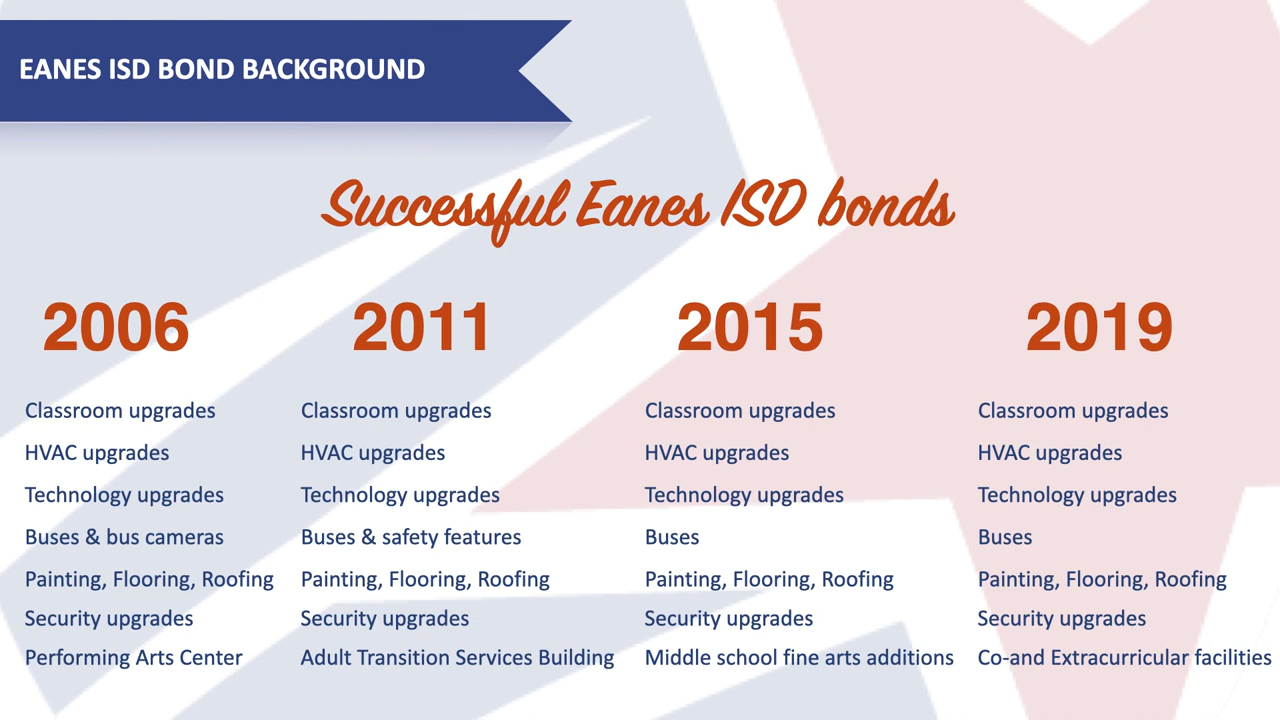 EANES ISD BOND BACKGROUND
Successful Eanes ISD bonds
2006
Classroom upgrades
HVAC upgrades
Technology upgrades
Buses & bus cameras
Painting, Flooring, Roofing
Security upgrades
Performing Arts Center
2011
Classroom upgrades
HVAC upgrades
Technology upgrades
Buses & safety features
Painting, Flooring, Roofing
Security upgrades
Adult Transition Services Building
2015
Classroom upgrades
HVAC upgrades
Technology upgrades
Buses
Painting, Flooring, Roofing
Security upgrades
Middle school fine arts additions
2019
Classroom upgrades
HVAC upgrades
Technology upgrades
Buses
Painting, Flooring, Roofing
Security upgrades
Co-and Extracurricular facilities